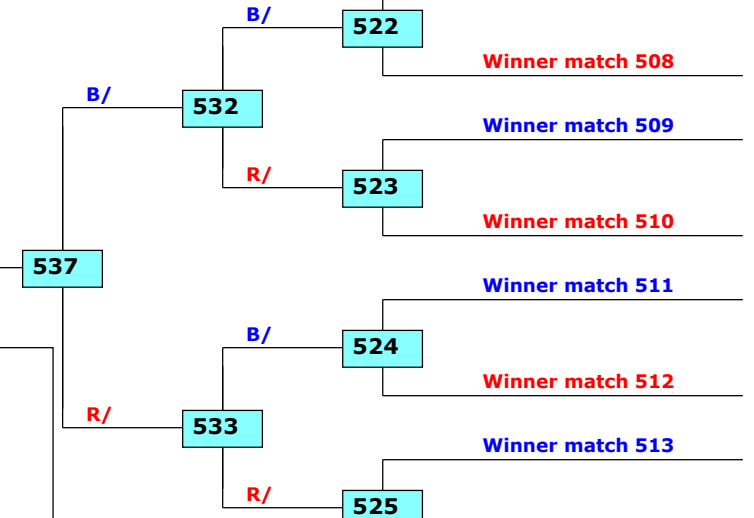 B/
522
Winner match 508
B/
532
Winner match 509
R/
523
Winner match 510
537
Winner match 511
B/
524
Winner match 512
R/
533
Winner match 513
R/
525